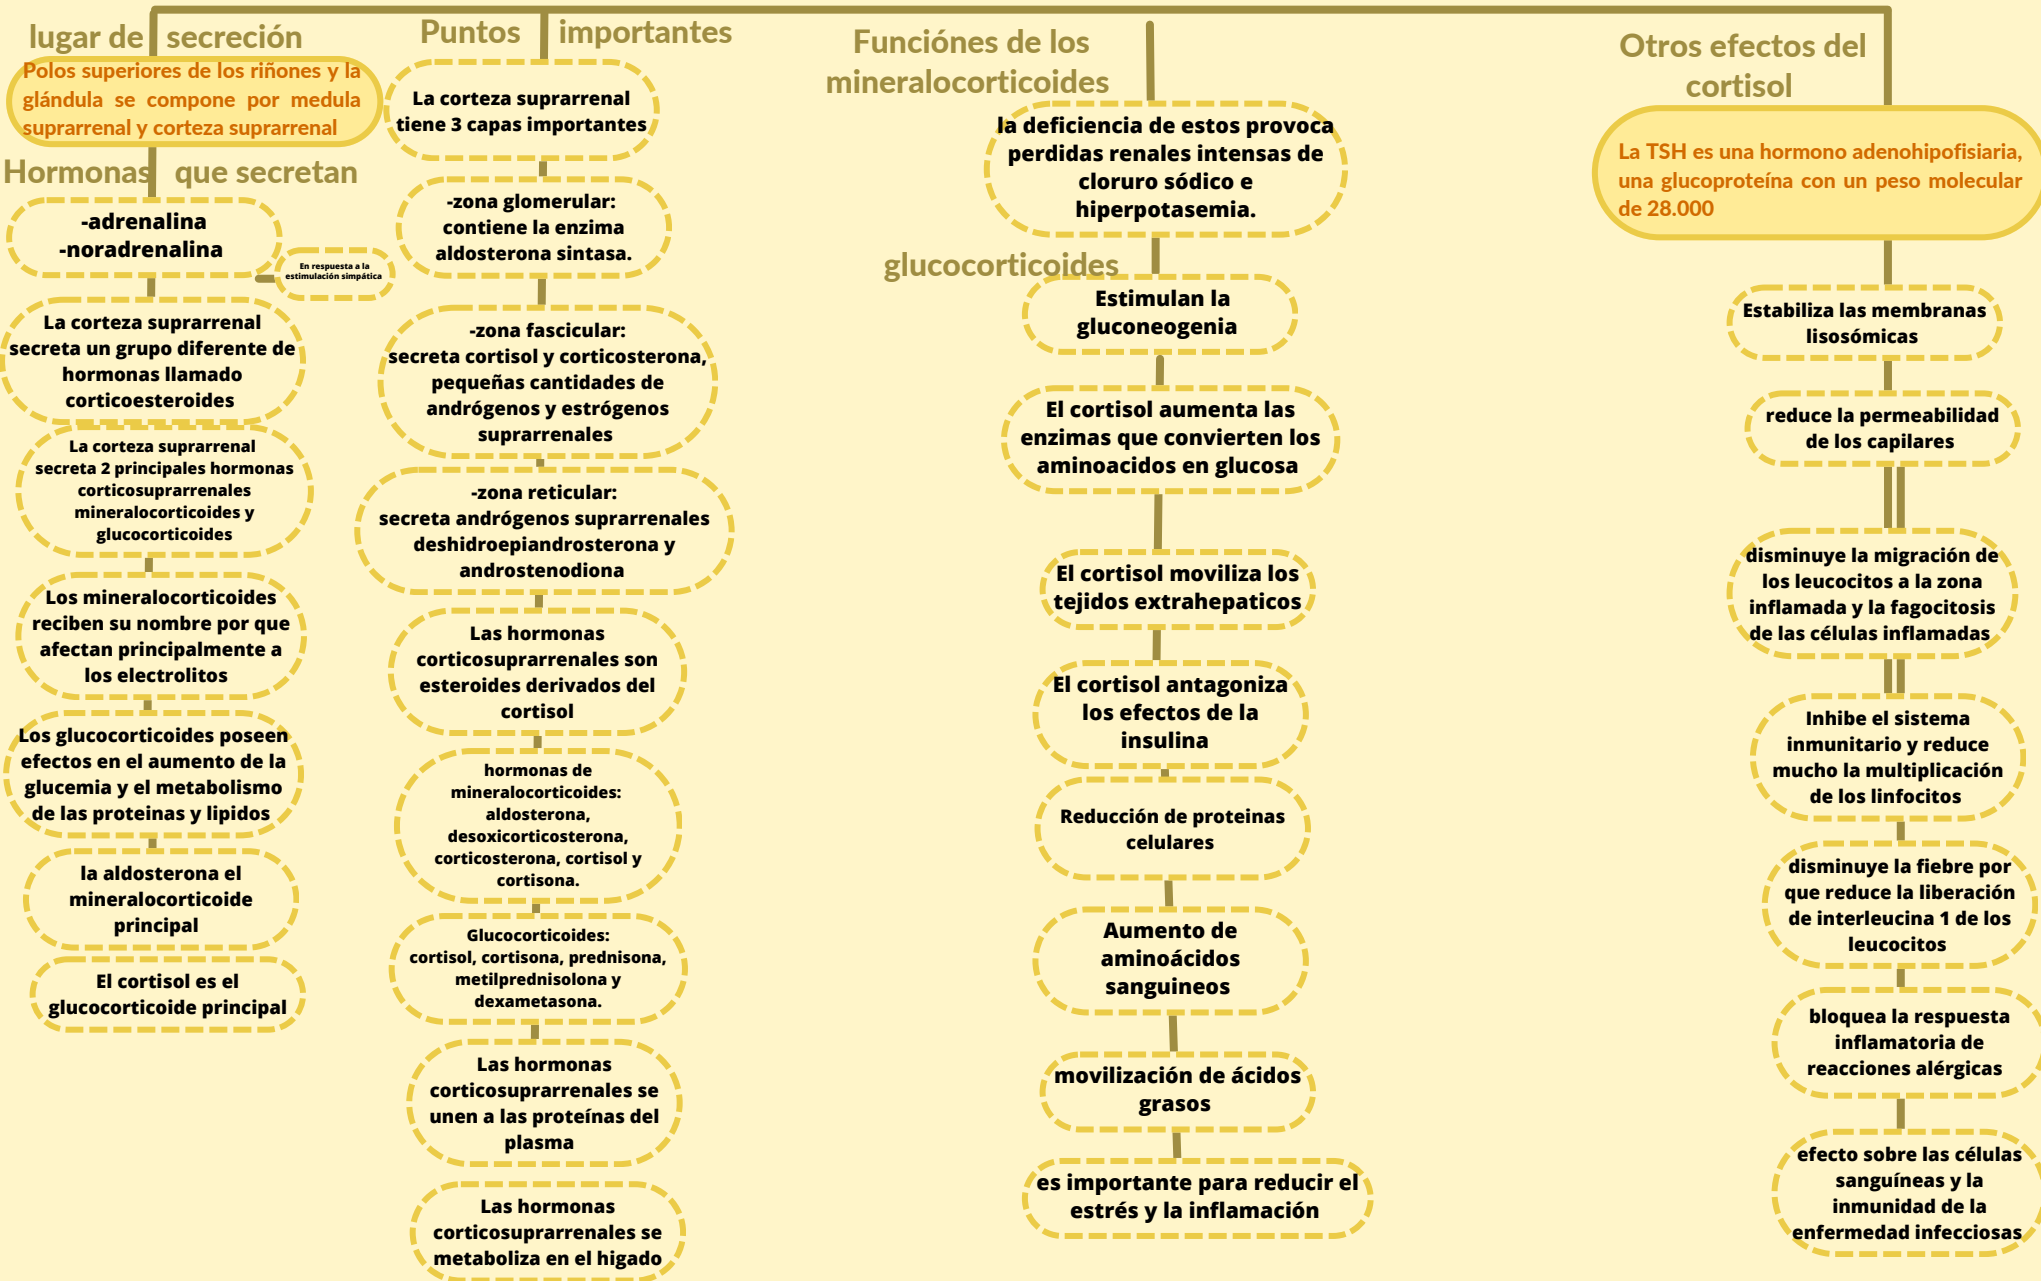 lugar de secreción
Polos superiores de los riñones y la
glándula se compone por medula
suprarrenal y corteza suprarrenal
Hormonas que secretan
-adrenalina
-noradrenalina
En respuesta a la
estimulación simpática
La corteza suprarrenal
secreta un grupo diferente de
hormonas llamado
corticoesteroides
La corteza suprarrenal
secreta 2 principales hormonas
corticosuprarrenales
mineralocorticoides y
glucocorticoides
Los mineralocorticoides
reciben su nombre por que
afectan principalmente a
los electrolitos
Los glucocorticoides poseen
efectos en el aumento de la
glucemia y el metabolismo
de las proteinas y lipidos
la aldosterona el
mineralocorticoide
principal
El cortisol es el
glucocorticoide principal
Puntos importantes
La corteza suprarrenal
tiene 3 capas importantes
-zona glomerular:
contiene la enzima
aldosterona sintasa.
-zona fascicular:
secreta cortisol y corticosterona,
pequeñas cantidades de
andrógenos y estrógenos
suprarrenales
-zona reticular:
secreta andrógenos suprarrenales
deshidroepiandrosterona y
androstenodiona
Las hormonas
corticosuprarrenales son
esteroides derivados del
cortisol
hormonas de
mineralocorticoides:
aldosterona,
desoxicorticosterona,
corticosterona, cortisol y
cortisona.
Glucocorticoides:
cortisol, cortisona, prednisona,
metilprednisolona y
dexametasona.
Las hormonas
corticosuprarrenales se
unen a las proteínas del
plasma
Las hormonas
corticosuprarrenales se
metaboliza en el higado
Funciónes de los
mineralocorticoides
la deficiencia de estos provoca
perdidas renales intensas de
cloruro sódico e
hiperpotasemia.
glucocorticoides
Estimulan la
gluconeogenia
El cortisol aumenta las
enzimas que convierten los
aminoacidos en glucosa
El cortisol moviliza los
tejidos extrahepaticos
El cortisol antagoniza
los efectos de la
insulina
Reducción de proteinas
celulares
Aumento de
aminoácidos
sanguineos
movilización de ácidos
grasos
es importante para reducir el
estrés y la inflamación
Otros efectos del
cortisol
La TSH es una hormono adenohipofisiaria,
una glucoproteína con un peso molecular
de 28.000
Estabiliza las membranas
lisosómicas
reduce la permeabilidad
de los capilares
disminuye la migración de
los leucocitos a la zona
inflamada y la fagocitosis
de las células inflamadas
Inhibe el sistema
inmunitario y reduce
mucho la multiplicación
de los linfocitos
disminuye la fiebre por
que reduce la liberación
de interleucina 1 de los
leucocitos
bloquea la respuesta
inflamatoria de
reacciones alérgicas
efecto sobre las células
sanguíneas y la
inmunidad de la
enfermedad infecciosas